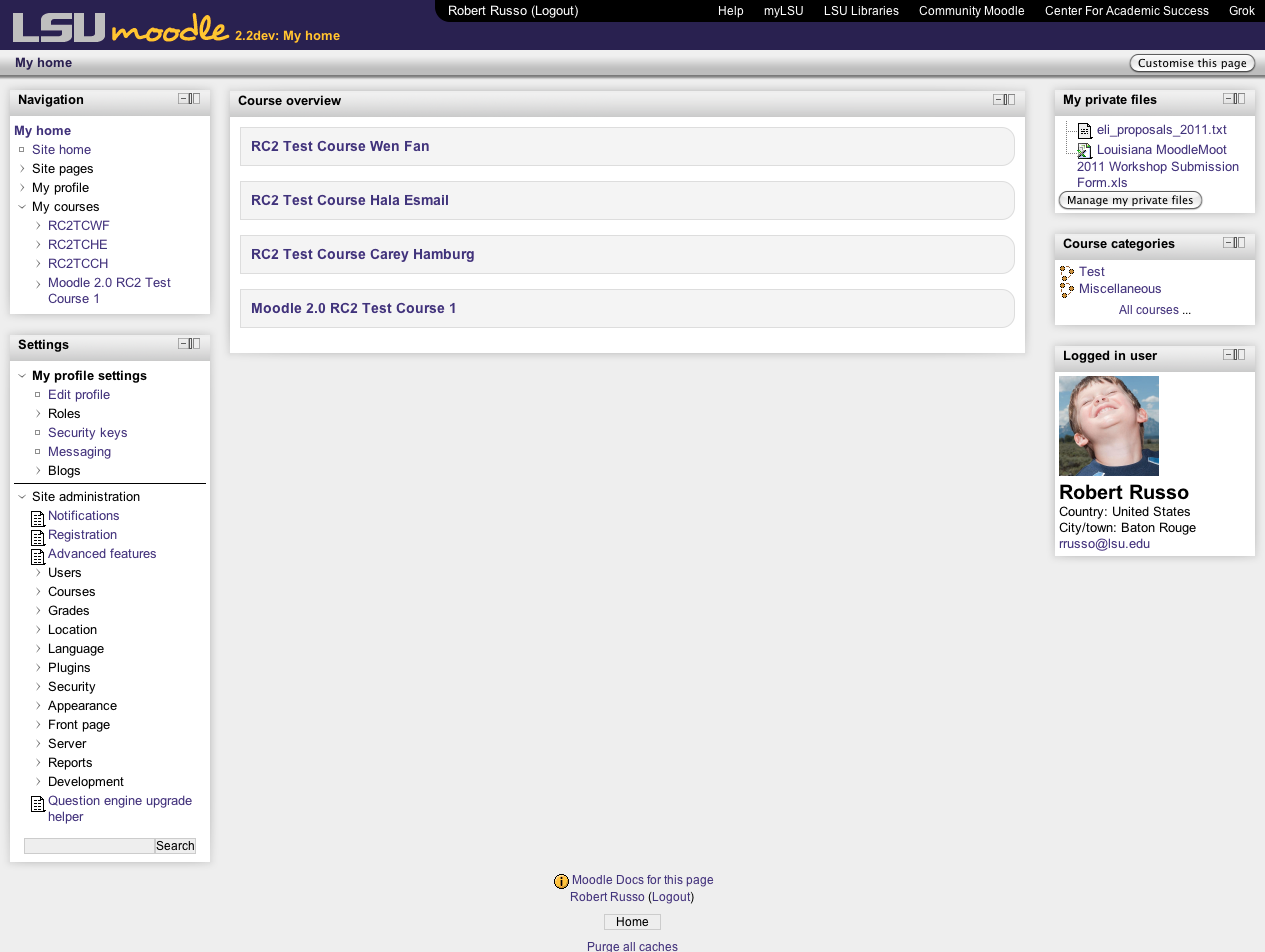 LSU moodle 2.2dev: My home
Robert Russo (Logout)
Help myLSU LSU Libraries Community Moodle Center For Academic Success Grok
My home
Customise this page
Navigation
My home
Site home
Site pages
My profile
My courses
RC2TCWF
RC2TCHE
RC2TCCH
Moodle 2.0 RC2 Test
Course 1
Settings
My profile settings
Edit profile
Roles
Security keys
Messaging
Blogs
Site administration
Notifications
Registration
Advanced features
Users
Courses
Grades
Location
Language
Plugins
Security
Appearance
Front page
Server
Reports
Development
Question engine upgrade
helper
Search
Course overview
RC2 Test Course Wen Fan
RC2 Test Course Hala Esmail
RC2 Test Course Carey Hamburg
Moodle 2.0 RC2 Test Course 1
My private files
eli_proposals_2011.txt
Louisiana MoodleMoot
2011 Workshop Submission
Form.xls
Manage my private files
Course categories
Test
Miscellaneous
All courses ...
Logged in user
Robert Russo
Country: United States
City/town: Baton Rouge
rrusso@lsu.edu
Moodle Docs for this page
Robert Russo (Logout)
Home
Purge all caches